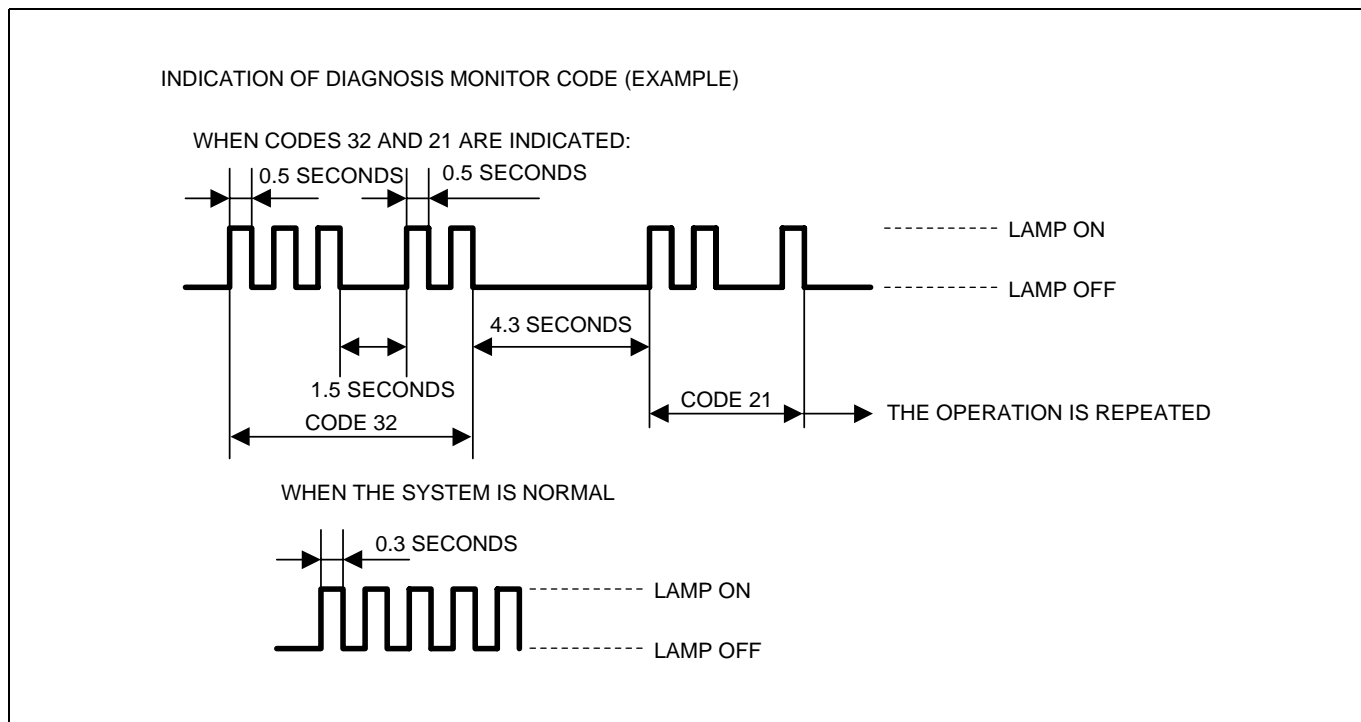 INDICATION OF DIAGNOSIS MONITOR CODE (EXAMPLE)
WHEN CODES 32 AND 21 ARE INDICATED:
0.5 SECONDS
0.5 SECONDS
LAMP ON
LAMP OFF
4.3 SECONDS
1.5 SECONDS
CODE 32
CODE 21
THE OPERATION IS REPEATED
WHEN THE SYSTEM IS NORMAL
0.3 SECONDS
LAMP ON
LAMP OFF